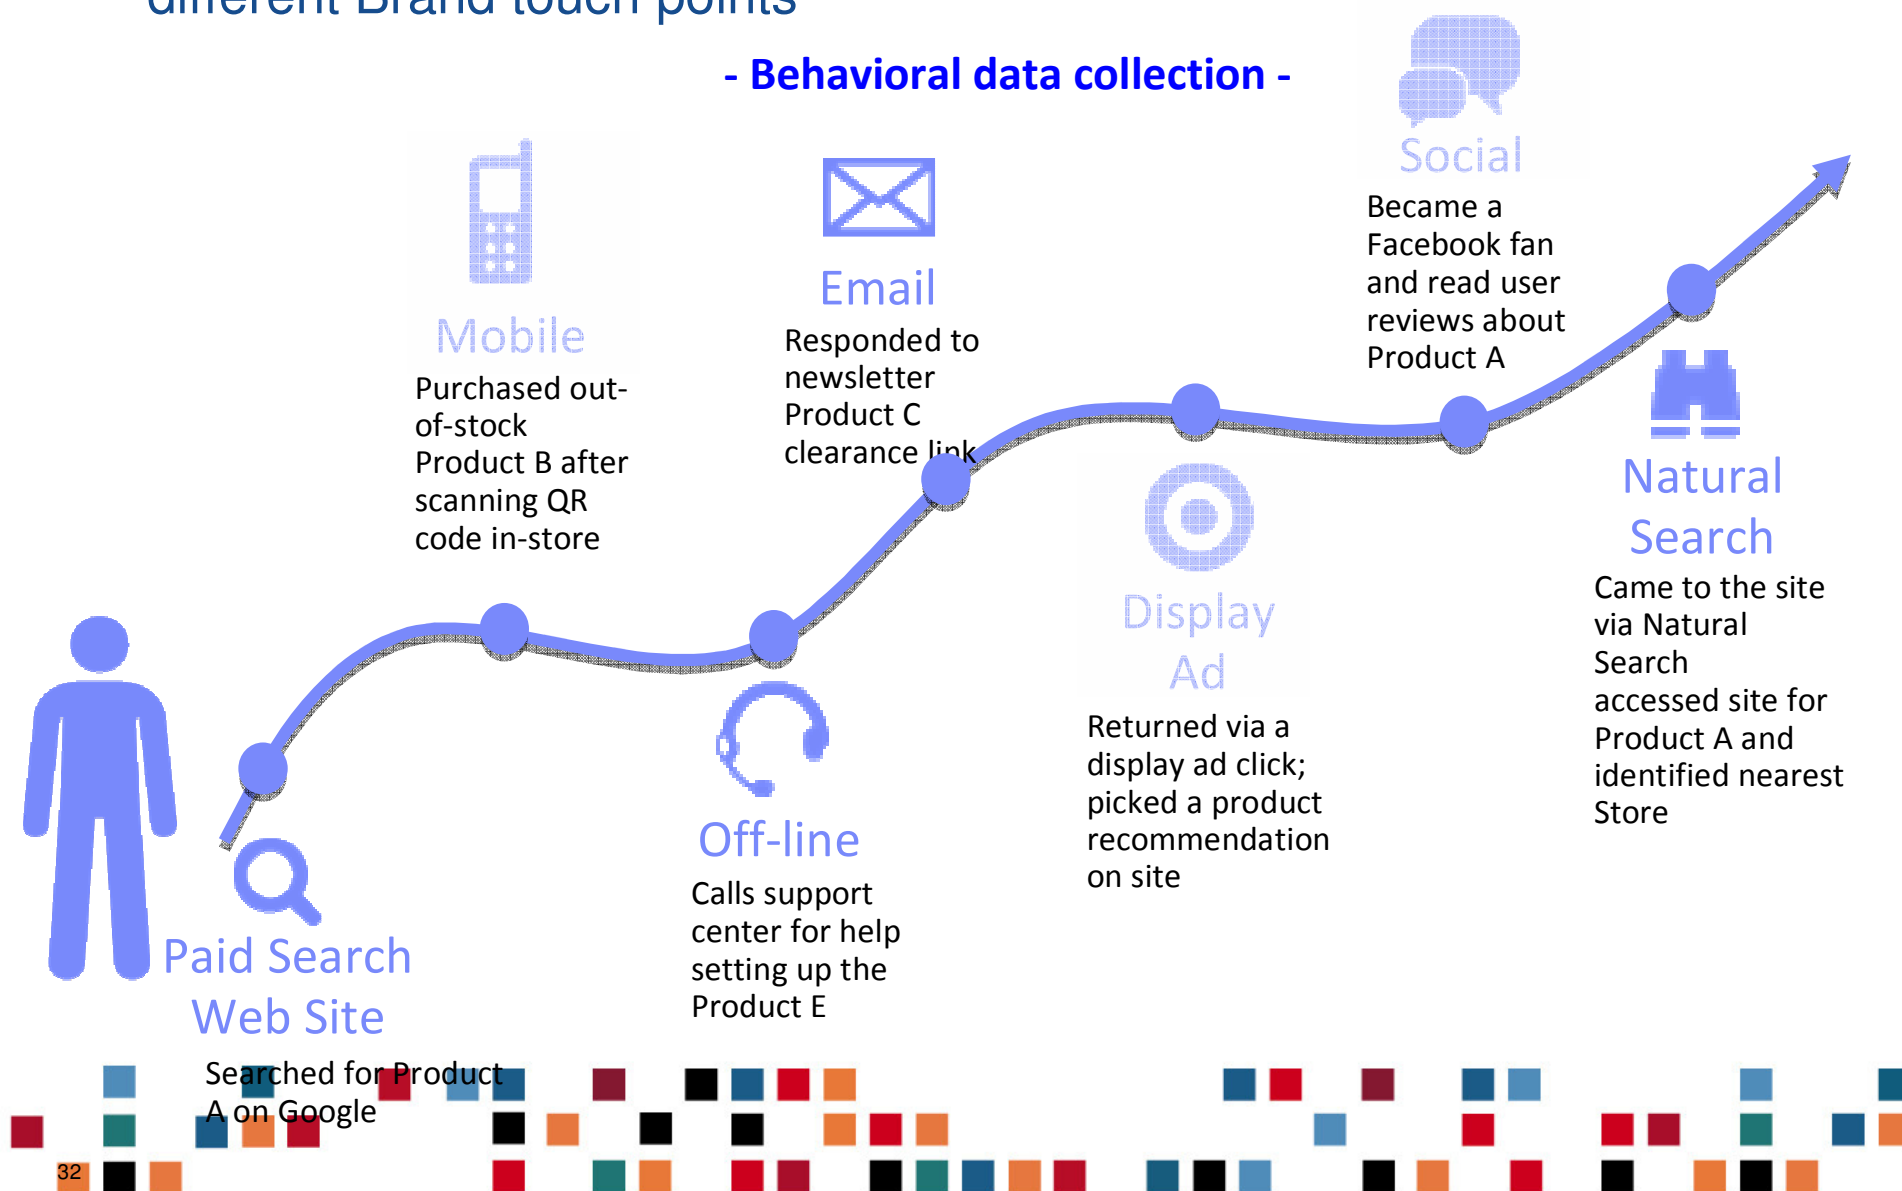 different Brand touch points
- Behavioral data collection -
Social
Became a
Facebook fan
and read user
reviews about
Product A
Mobile
Purchased out-
of-stock
Product B after
scanning QR
code in-store
Email
Responded to
newsletter
Product C
clearance link
Natural
Search
Came to the site
via Natural
Search
accessed site for
Product A and
identified nearest
Store
Display
Ad
Returned via a
display ad click;
picked a product
recommendation
on site
Off-line
Calls support
center for help
setting up the
Product E
Paid Search
Web Site
Searched for Product
A on Google
32